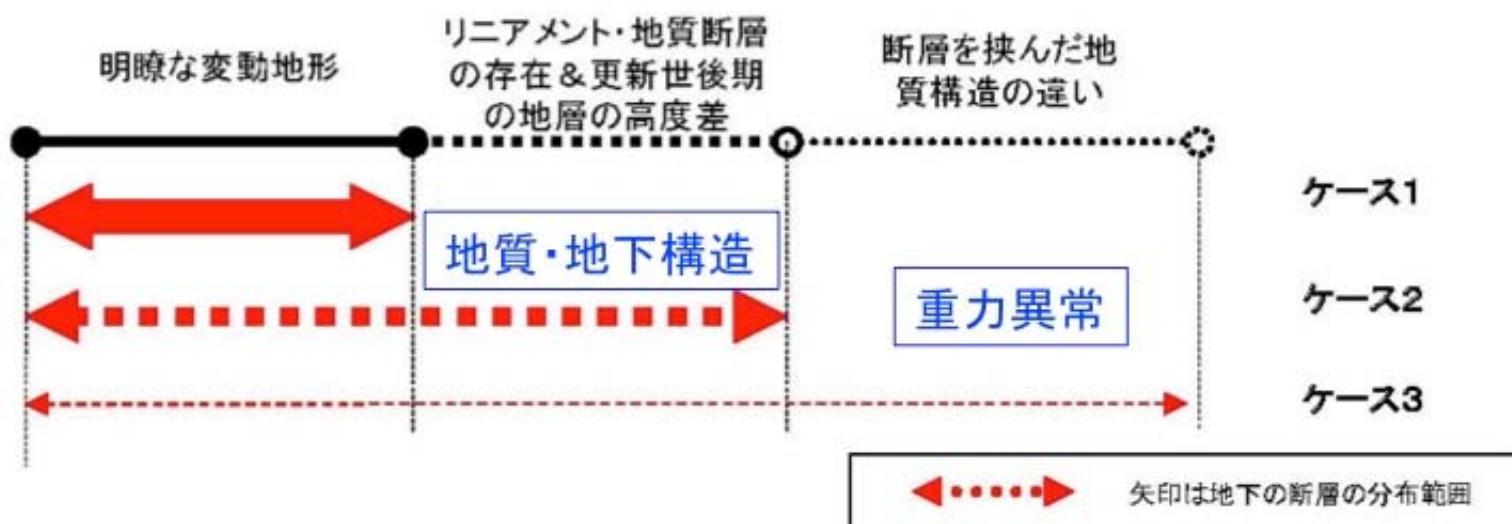 明瞭な変動地形
リニアメント・地質断層
の存在&更新世後期
の地層の高度差
断層を挟んだ地
質構造の違い
ケース1
地質・地下構造
ケース2
重力異常
ケース3
矢印は地下の断層の分布範囲